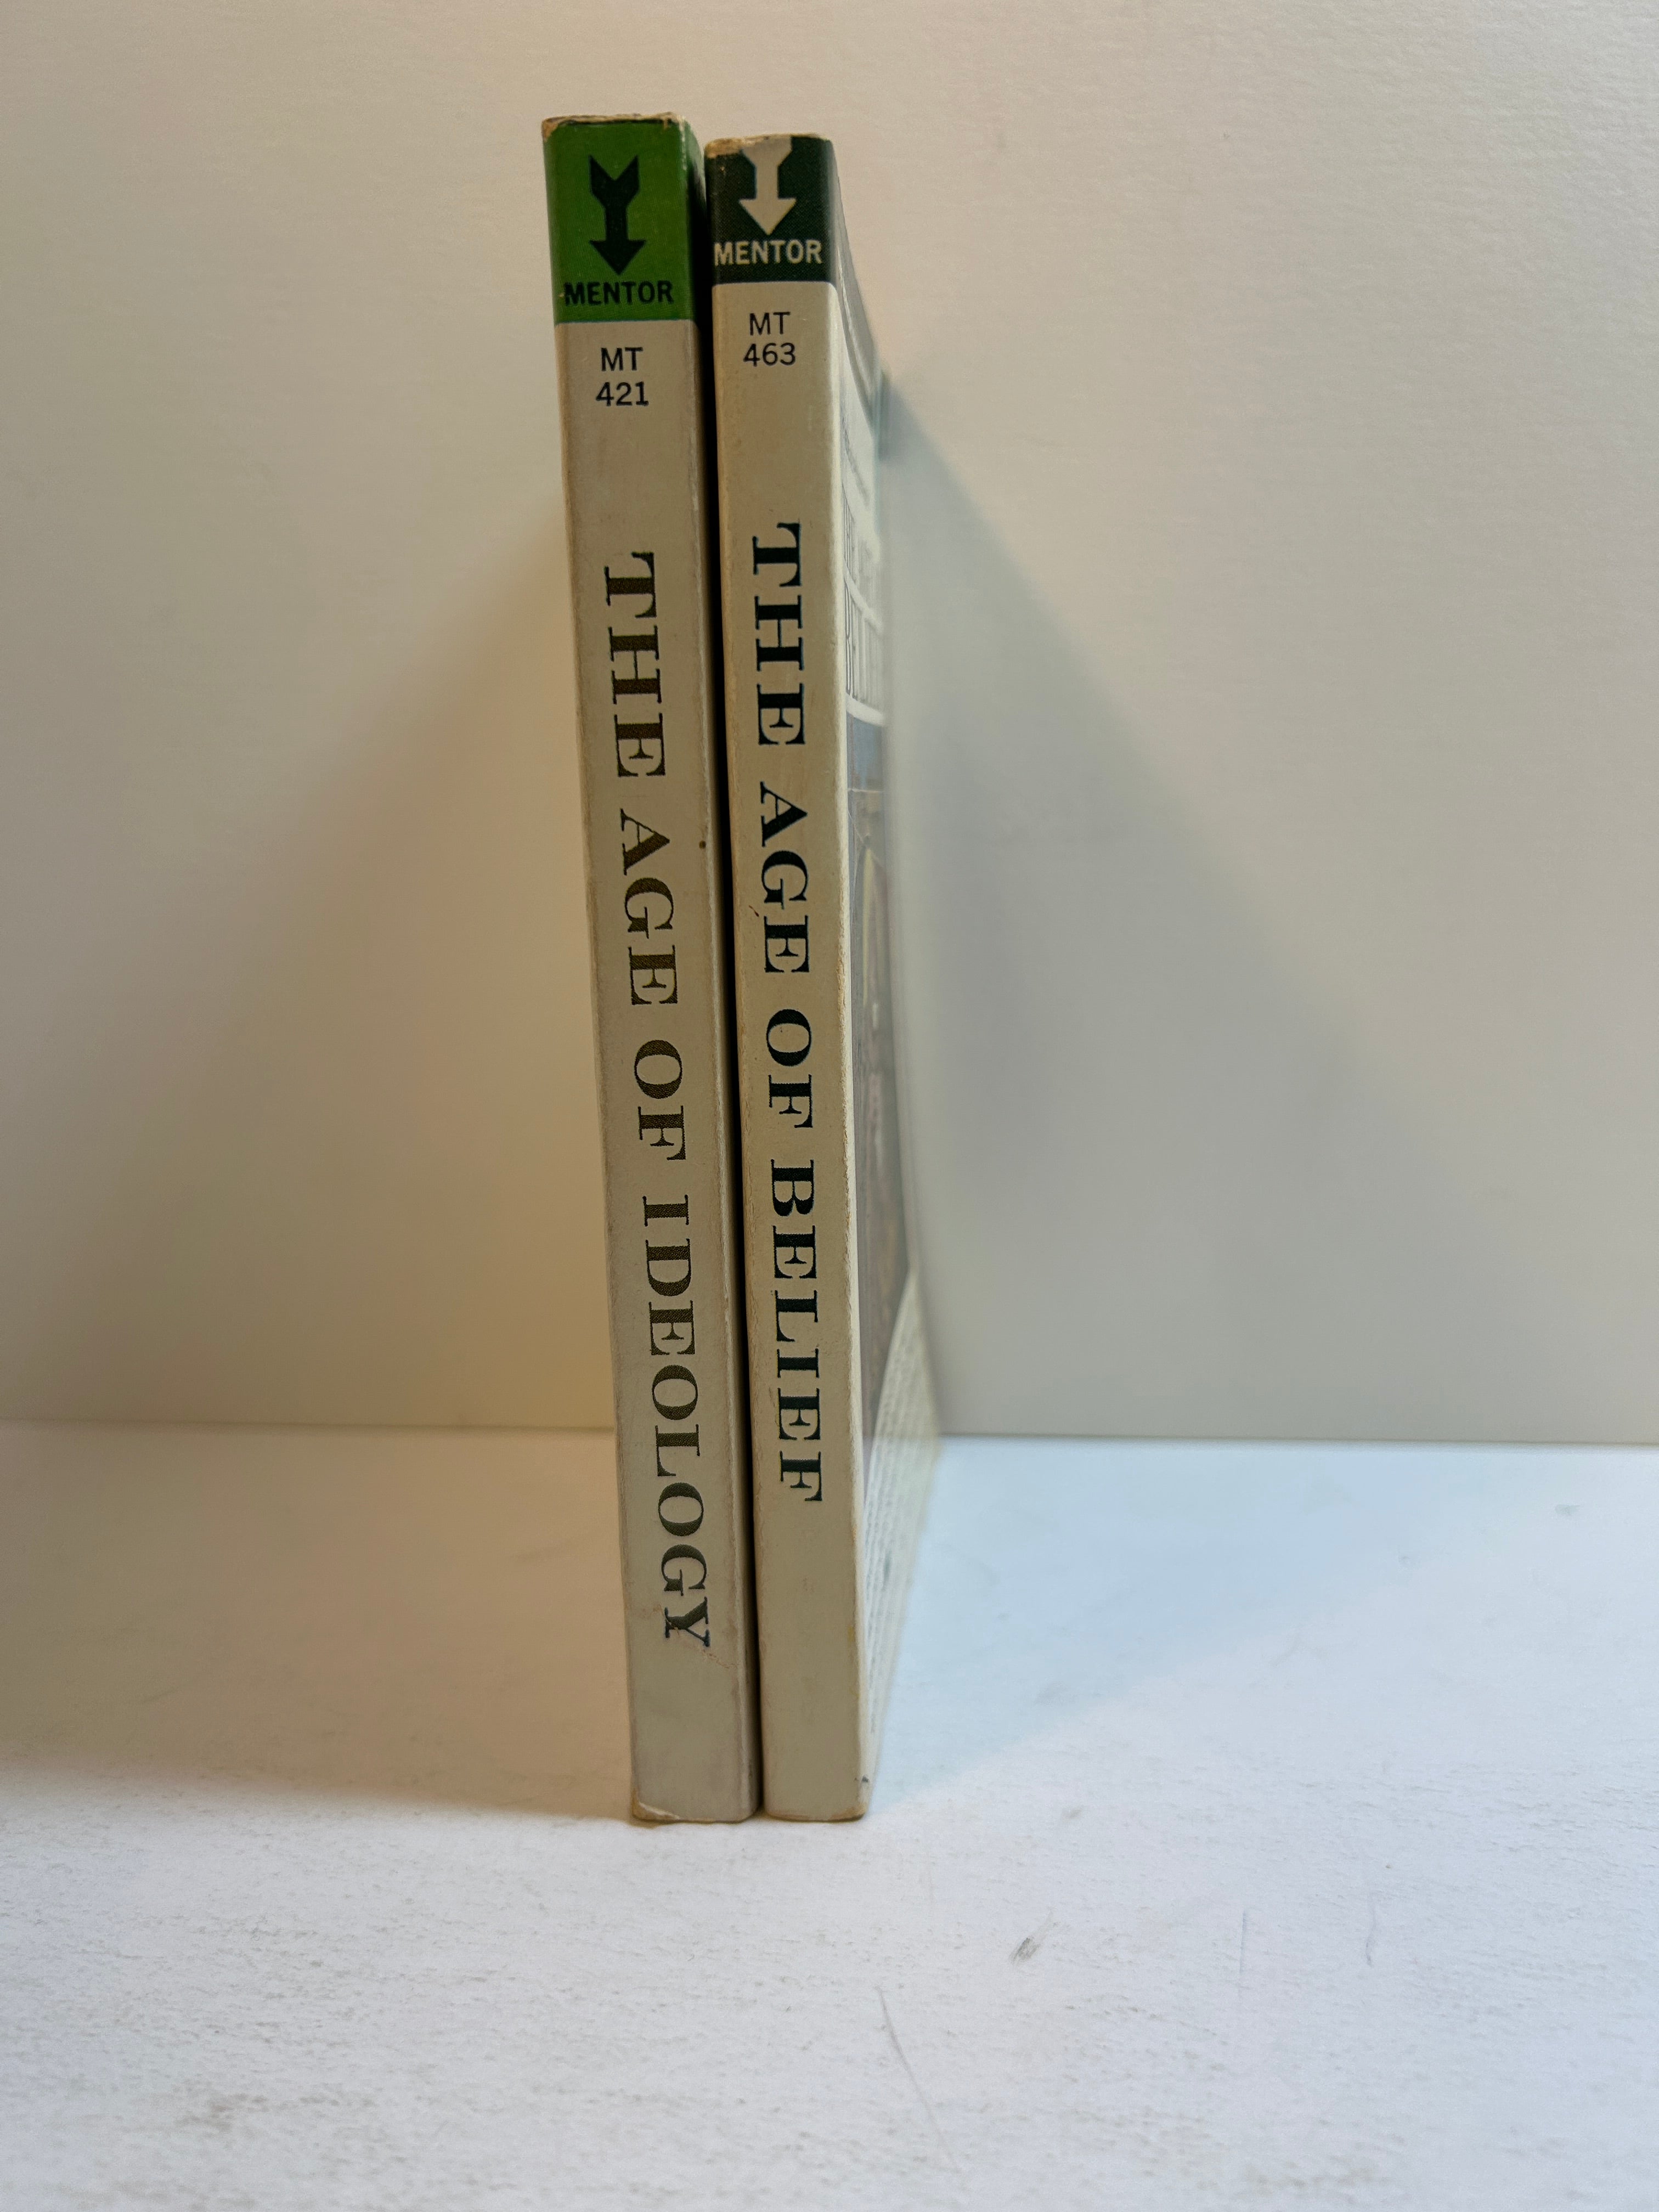 MENTOR
MT
421
THE AGE OF IDEOLOGY
MENTOR
MT
463
THE AGE OF BELIEF